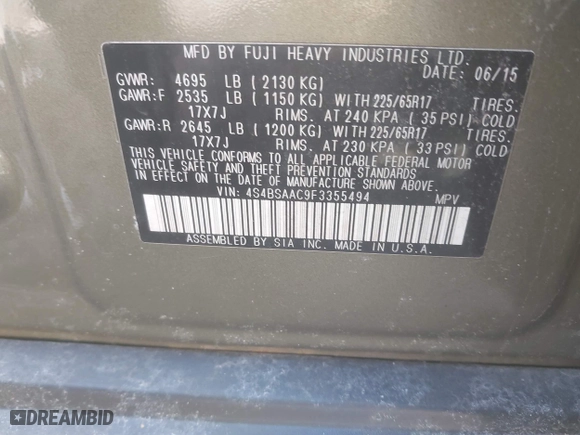 MFD BY FUJI HEAVY INDUSTRIES LTD.
DATE: 06/15
GVWR: 4695 LB ( 2130 KG)
GAWR:F 2535 LB ( 1150 KG) WITH 225/65R17 TIRES.
17X7J RIMS. AT 240 KPA ( 35 PSI) COLD
GAWR:R 2645 LB ( 1200 KG) WITH 225/65R17 TIRES.
17X7J RIMS. AT 230 KPA ( 33 PSI) COLD
THIS VEHICLE CONFORMS TO ALL APPLICABLE FEDERAL MOTOR
VEHICLE SAFETY AND THEFT PREVENTION STANDARDS
IN EFFECT ON THE DATE OF MANUFACTURE SHOWN ABOVE.
VIN: 4S4BSAAC9F3355494 MPV
ASSEMBLED BY SIA INC. MADE IN U.S.A.
DREAMBID